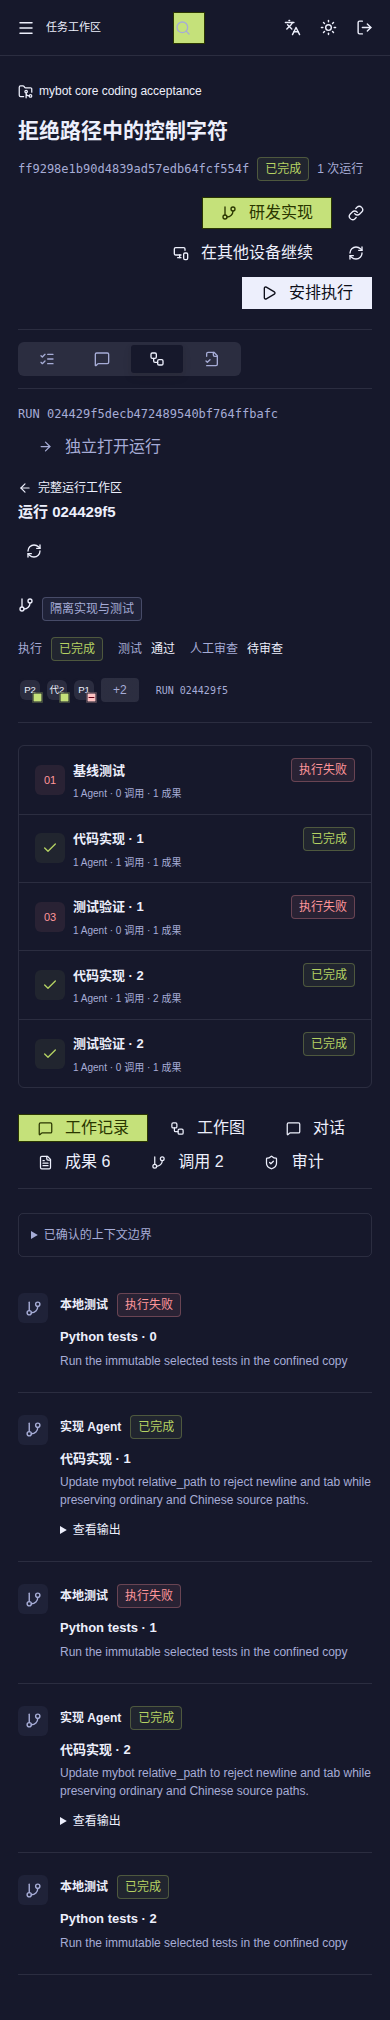 任务工作区
mybot core coding acceptance
拒绝路径中的控制字符
ff9298e1b90d4839ad57edb64fcf554f 已完成 1 次运行
研发实现
在其他设备继续
安排执行
RUN 024429f5decb472489540bf764ffbafc
独立打开运行
完整运行工作区
运行 024429f5
隔离实现与测试
执行 已完成 测试 通过 人工审查 待审查
P2 代2 P1 +2 RUN 024429f5
01 基线测试 执行失败
1 Agent · 0 调用 · 1 成果
代码实现 · 1 已完成
1 Agent · 1 调用 · 1 成果
03 测试验证 · 1 执行失败
1 Agent · 0 调用 · 1 成果
代码实现 · 2 已完成
1 Agent · 1 调用 · 2 成果
测试验证 · 2 已完成
1 Agent · 0 调用 · 1 成果
工作记录 工作图 对话
成果 6 调用 2 审计
已确认的上下文边界
本地测试 执行失败
Python tests · 0
Run the immutable selected tests in the confined copy
实现 Agent 已完成
代码实现 · 1
Update mybot relative_path to reject newline and tab while
preserving ordinary and Chinese source paths.
查看输出
本地测试 执行失败
Python tests · 1
Run the immutable selected tests in the confined copy
实现 Agent 已完成
代码实现 · 2
Update mybot relative_path to reject newline and tab while
preserving ordinary and Chinese source paths.
查看输出
本地测试 已完成
Python tests · 2
Run the immutable selected tests in the confined copy